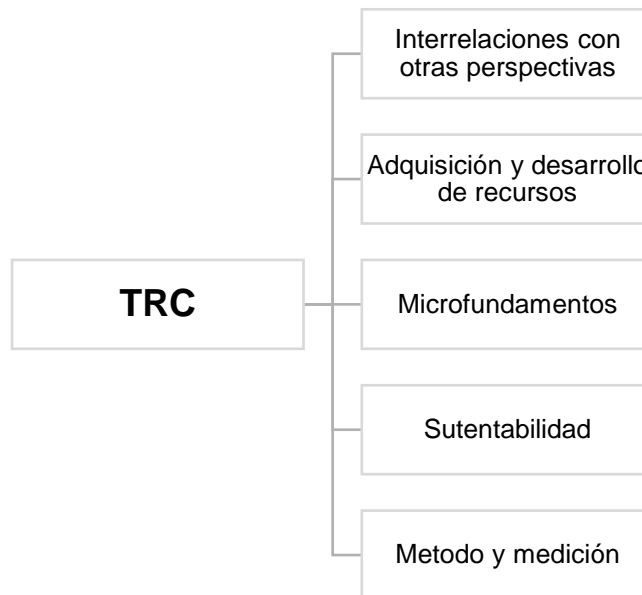 Interrelaciones con
otras perspectivas
Adquisición y desarrollo
de recursos
TRC
Microfundamentos
Sutentabilidad
Metodo y medición